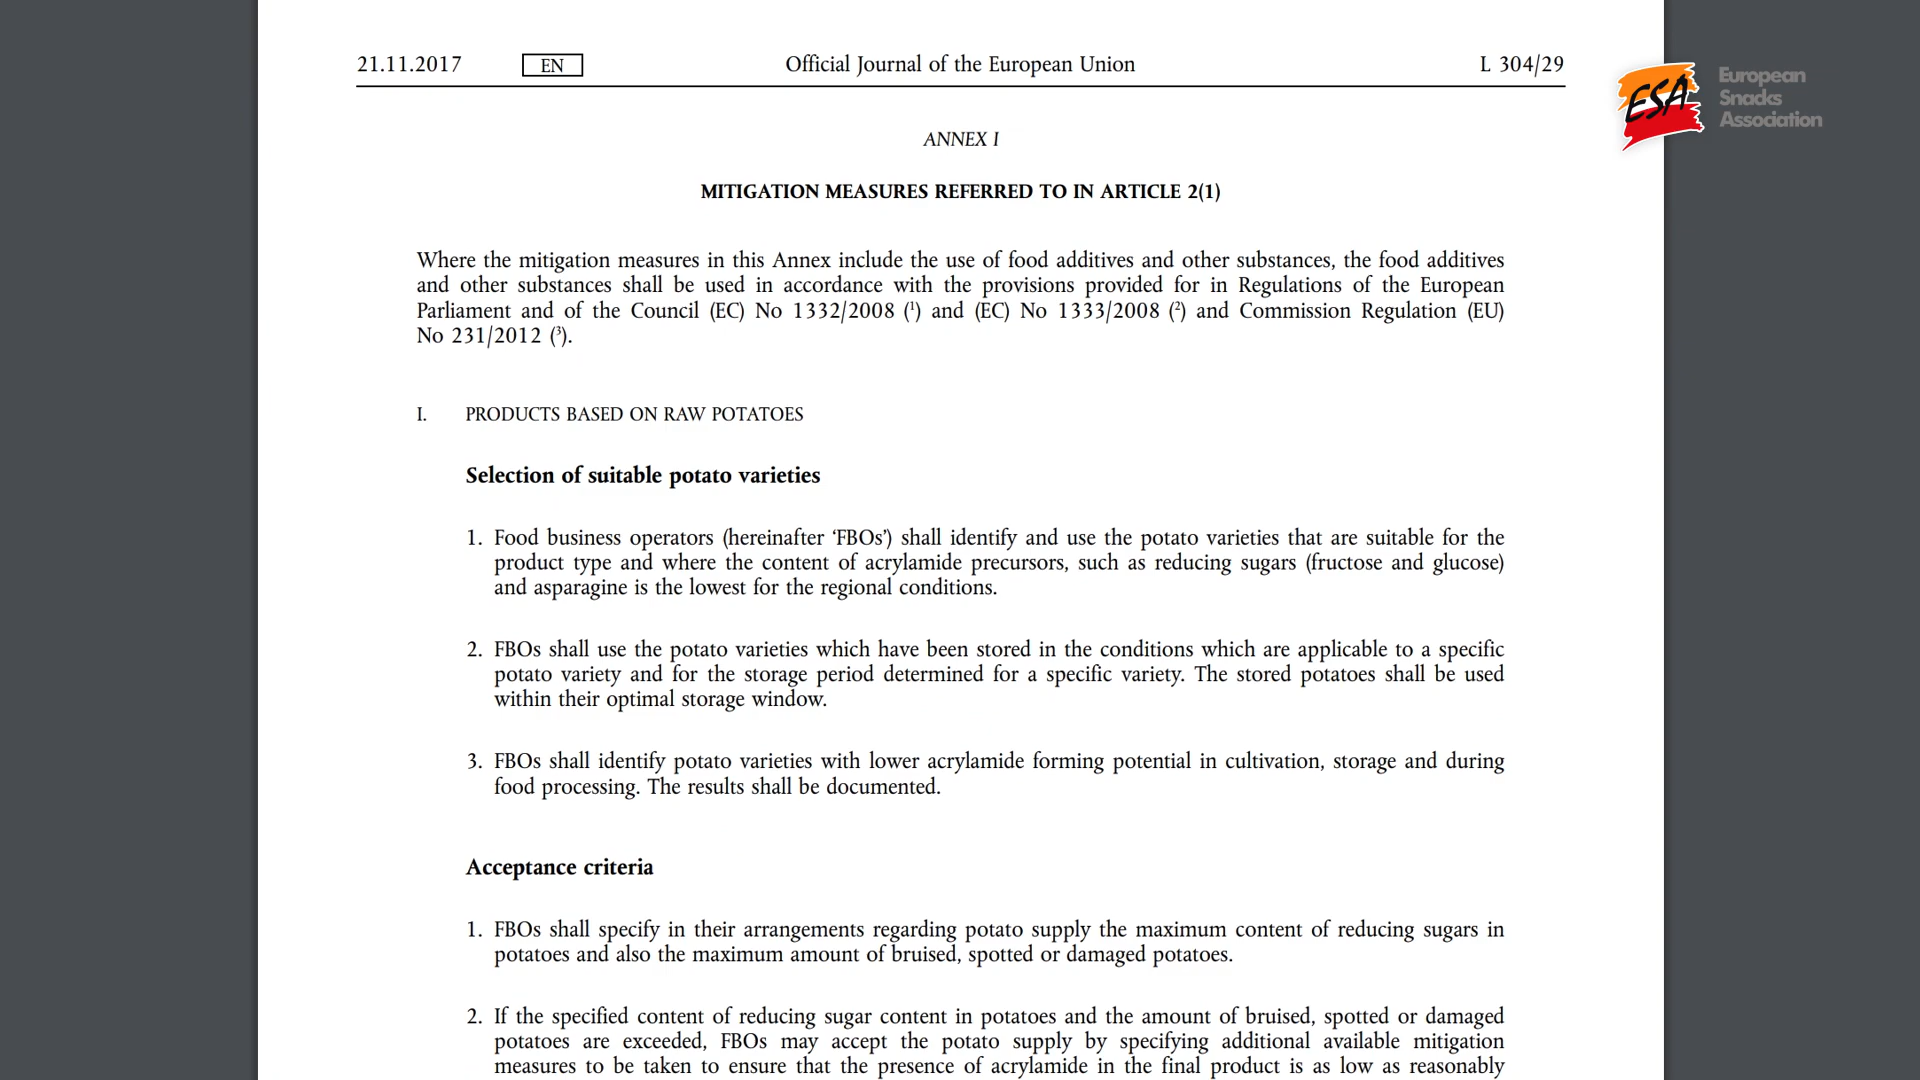 21.11.2017 EN Official Journal of the European Union L 304/29
ESA European
Snacks
Association
ANNEX I
MITIGATION MEASURES REFERRED TO IN ARTICLE 2(1)
Where the mitigation measures in this Annex include the use of food additives and other substances, the food additives
and other substances shall be used in accordance with the provisions provided for in Regulations of the European
Parliament and of the Council (EC) No 1332/2008 (¹) and (EC) No 1333/2008 (²) and Commission Regulation (EU)
No 231/2012 (³).
I. PRODUCTS BASED ON RAW POTATOES
Selection of suitable potato varieties
1. Food business operators (hereinafter ‘FBOs’) shall identify and use the potato varieties that are suitable for the
product type and where the content of acrylamide precursors, such as reducing sugars (fructose and glucose)
and asparagine is the lowest for the regional conditions.
2. FBOs shall use the potato varieties which have been stored in the conditions which are applicable to a specific
potato variety and for the storage period determined for a specific variety. The stored potatoes shall be used
within their optimal storage window.
3. FBOs shall identify potato varieties with lower acrylamide forming potential in cultivation, storage and during
food processing. The results shall be documented.
Acceptance criteria
1. FBOs shall specify in their arrangements regarding potato supply the maximum content of reducing sugars in
potatoes and also the maximum amount of bruised, spotted or damaged potatoes.
2. If the specified content of reducing sugar content in potatoes and the amount of bruised, spotted or damaged
potatoes are exceeded, FBOs may accept the potato supply by specifying additional available mitigation
measures to be taken to ensure that the presence of acrylamide in the final product is as low as reasonably